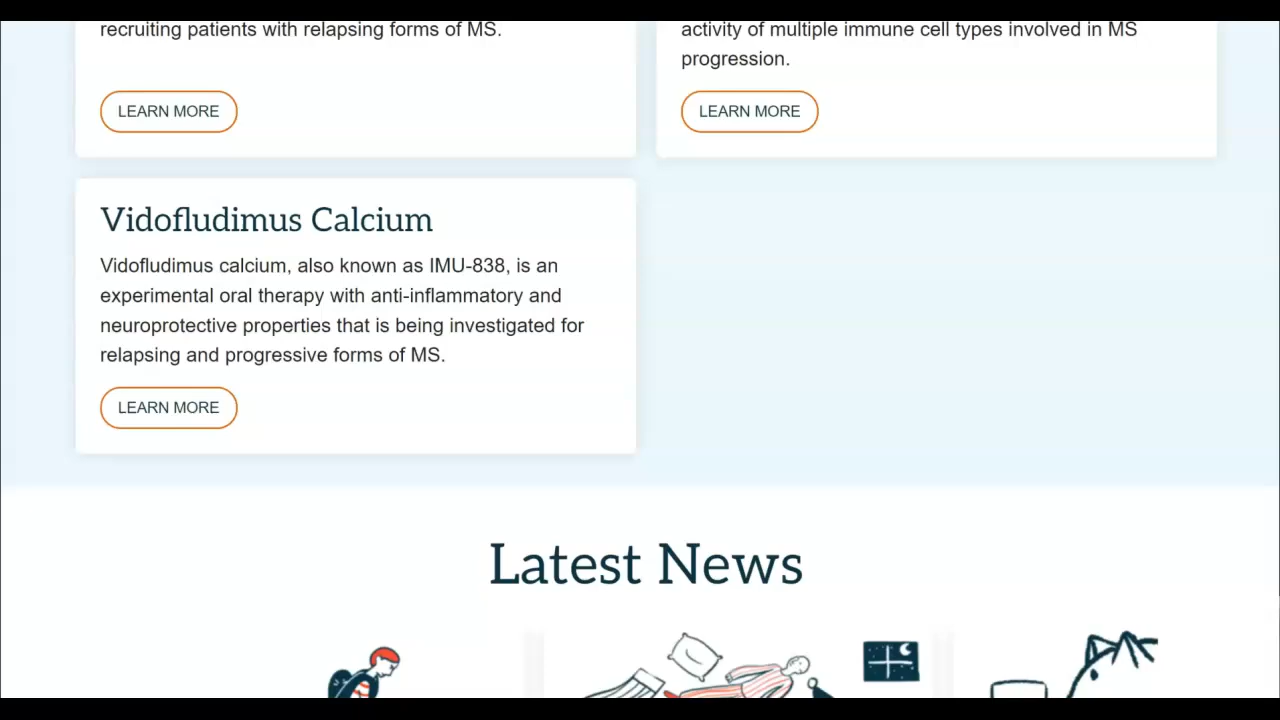 recruiting patients with relapsing forms of MS.
LEARN MORE
activity of multiple immune cell types involved in MS
progression.
LEARN MORE
Vidofludimus Calcium
Vidofludimus calcium, also known as IMU-838, is an
experimental oral therapy with anti-inflammatory and
neuroprotective properties that is being investigated for
relapsing and progressive forms of MS.
LEARN MORE
Latest News